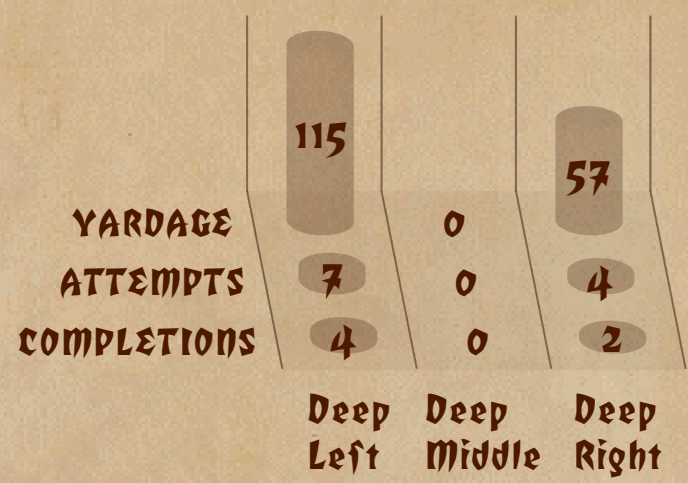 115
57
YARDAGE 0
ATTEMPTS 7 0 4
COMPLETIONS 4 0 2
Deep Deep Deep
Left Middle Right